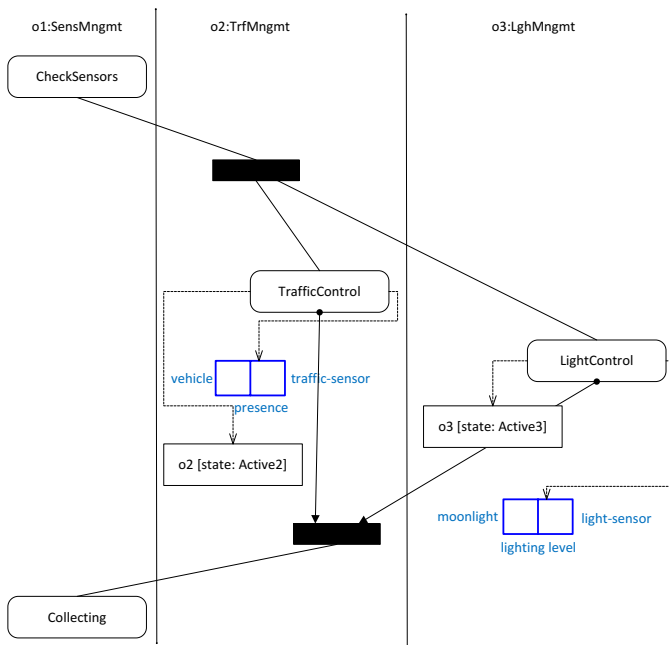 o1:SensMngmt
o2:TrfMngmt
o3:LghMngmt
CheckSensors
TrafficControl
LightControl
vehicle
traffic-sensor
presence
o3 [state: Active3]
o2 [state: Active2]
moonlight
light-sensor
lighting level
Collecting